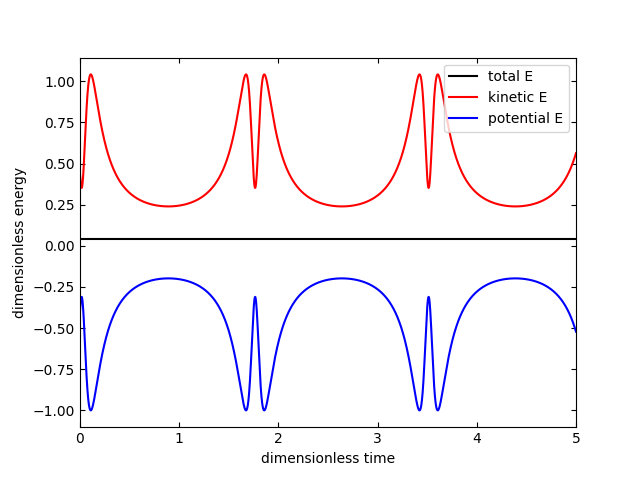 1.00
0.75
0.50
0.25
0.00
−0.25
−0.50
−0.75
−1.00
dimensionless energy
total E
kinetic E
potential E
0 1 2 3 4 5
dimensionless time